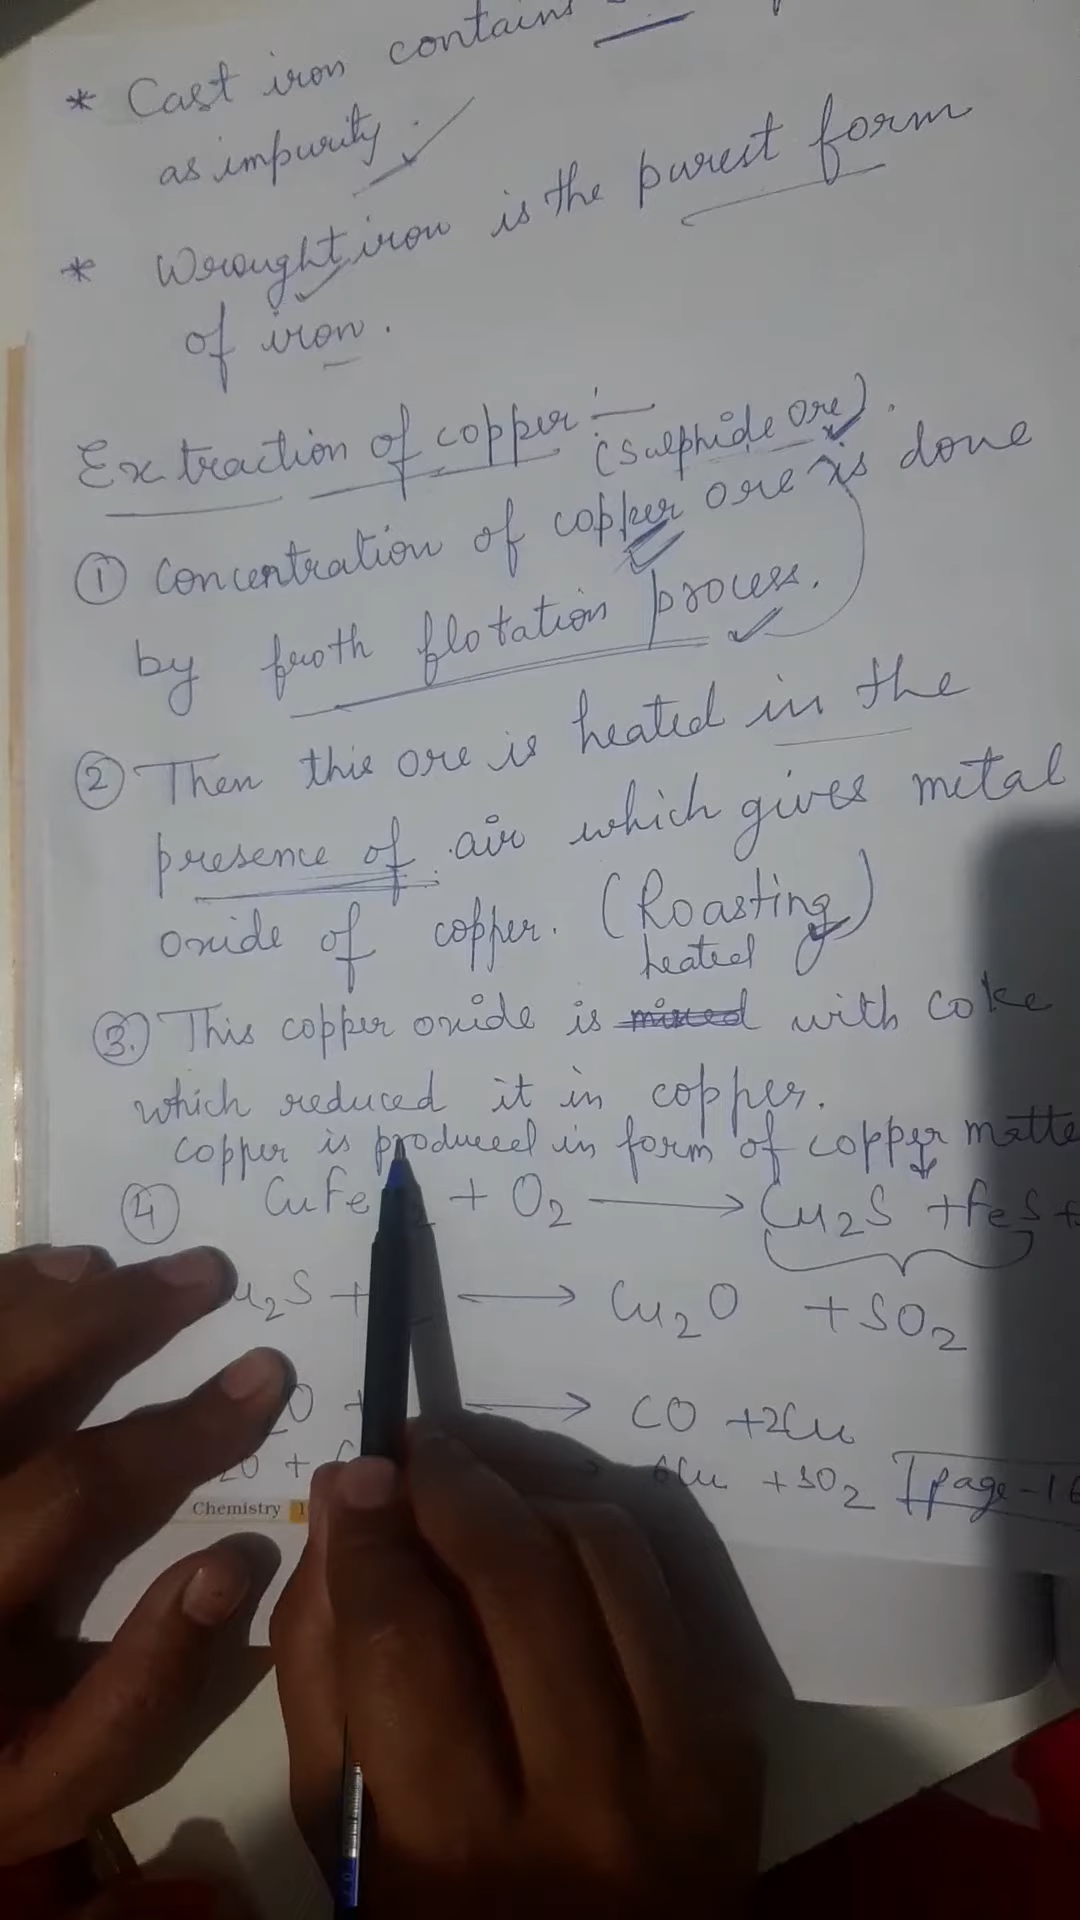 * Cast iron contains
as impurity.
* Wrought iron is the purest form
of iron.
Extraction of copper :- (Sulphide Ore).
① Concentration of copper ore is done
by froth flotation process.
② Then this ore is heated in the
presence of air which gives metal
oxide of copper. (Roasting)
heated
③. This copper oxide is mixed with coke
which reduced it in copper.
copper is produced in form of copper matte
④ CuFe + O2 → Cu2S + FeS +
u2S + → Cu2O + SO2
O + → CO + 2Cu
2O + → 6Cu + SO2 page-16
Chemistry 1